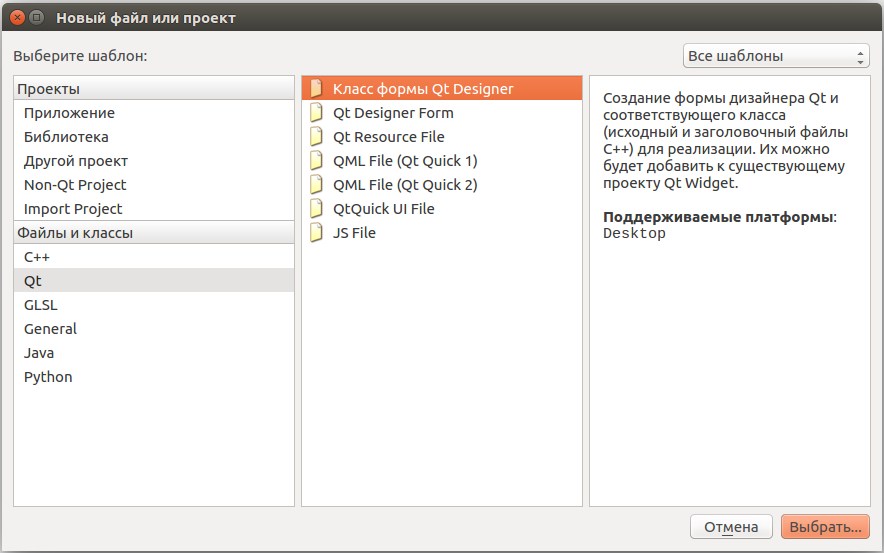 Новый файл или проект
Выберите шаблон:
Все шаблоны
Проекты
Приложение
Библиотека
Другой проект
Non-Qt Project
Import Project
Файлы и классы
C++
Qt
GLSL
General
Java
Python
Класс формы Qt Designer
Qt Designer Form
Qt Resource File
QML File (Qt Quick 1)
QML File (Qt Quick 2)
QtQuick UI File
JS File
Создание формы дизайнера Qt и
соответствующего класса
(исходный и заголовочный файлы
C++) для реализации. Их можно
будет добавить к существующему
проекту Qt Widget.
Поддерживаемые платформы:
Desktop
Отмена
Выбрать...